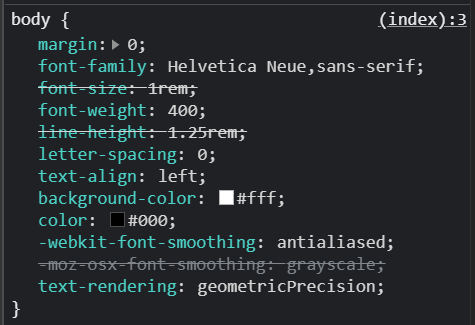 body {
(index):3
margin: 0;
font-family: Helvetica Neue,sans-serif;
font-size: 1rem;
font-weight: 400;
line-height: 1.25rem;
letter-spacing: 0;
text-align: left;
background-color: #fff;
color: #000;
-webkit-font-smoothing: antialiased;
-moz-osx-font-smoothing: grayscale;
text-rendering: geometricPrecision;
}